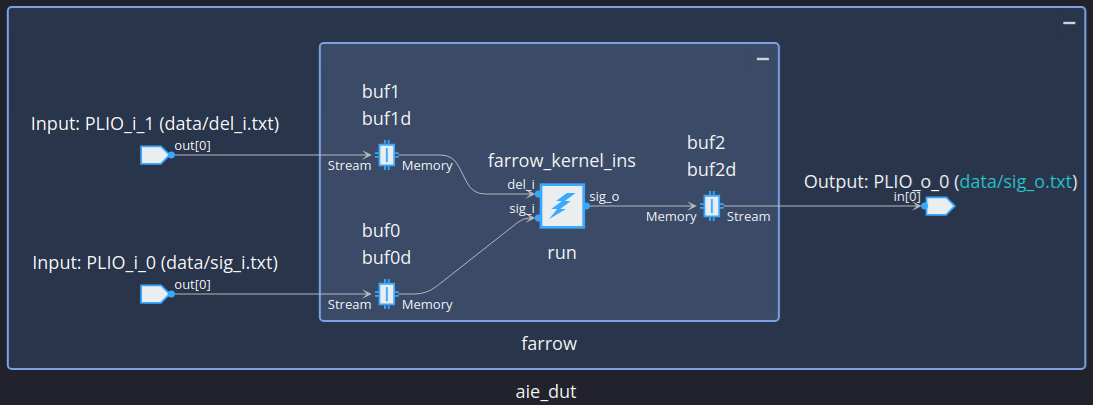 buf1
buf1d
Input: PLIO_i_1 (data/del_i.txt)
out[0]
Stream
Memory
buf2
buf2d
farrow_kernel_ins
del_i
sig_i
sig_o
Output: PLIO_o_0 (data/sig_o.txt)
in[0]
Memory
Stream
run
buf0
buf0d
Input: PLIO_i_0 (data/sig_i.txt)
out[0]
Stream
Memory
farrow
aie_dut